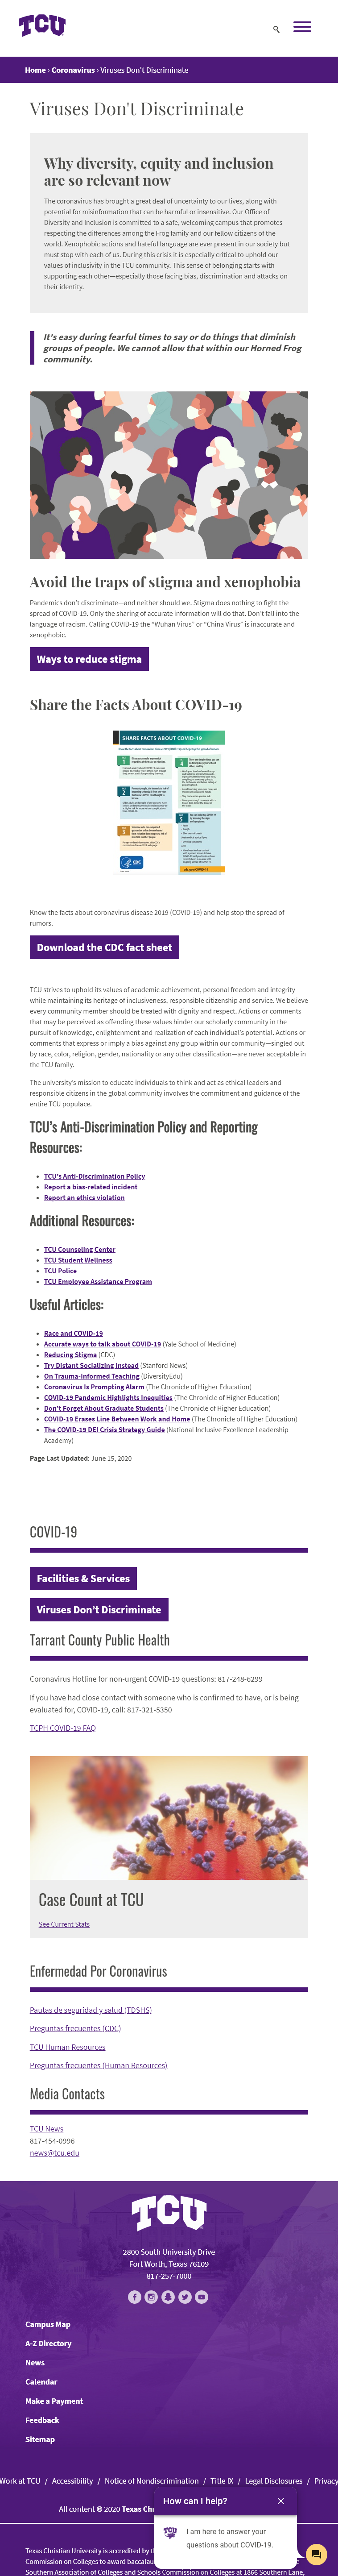 TCU
Home › Coronavirus › Viruses Don't Discriminate
Viruses Don't Discriminate
Why diversity, equity and inclusion
are so relevant now
The coronavirus has brought a great deal of uncertainty to our lives, along with
potential for misinformation that can be harmful or insensitive. Our Office of
Diversity and Inclusion is committed to a safe, welcoming campus that promotes
respecting the differences among the Frog family and our fellow citizens of the
world. Xenophobic actions and hateful language are ever present in our society but
must stop with each of us. During this crisis it is especially critical to uphold our
values of inclusivity in the TCU community. This sense of belonging starts with
supporting each other—especially those facing bias, discrimination and attacks on
their identity.
It’s easy during fearful times to say or do things that diminish
groups of people. We cannot allow that within our Horned Frog
community.
Avoid the traps of stigma and xenophobia
Pandemics don’t discriminate—and neither should we. Stigma does nothing to fight the
spread of COVID-19. Only the sharing of accurate information will do that. Don’t fall into the
language of racism. Calling COVID-19 the “Wuhan Virus” or “China Virus” is inaccurate and
xenophobic.
Ways to reduce stigma
Share the Facts About COVID-19
SHARE FACTS ABOUT COVID-19
CDC
Know the facts about coronavirus disease 2019 (COVID-19) and help stop the spread of
rumors.
Download the CDC fact sheet
TCU strives to uphold its values of academic achievement, personal freedom and integrity
while maintaining its heritage of inclusiveness, responsible citizenship and service. We believe
every community member should be treated with dignity and respect. Actions or comments
that may be perceived as offending these values hinder our scholarly community in the
pursuit of knowledge, enlightenment and realization of each individual’s potential. Actions or
comments that express or imply a bias against any group within our community—singled out
by race, color, religion, gender, nationality or any other classification—are never acceptable in
the TCU family.
The university’s mission to educate individuals to think and act as ethical leaders and
responsible citizens in the global community involves the commitment and guidance of the
entire TCU populace.
TCU’s Anti-Discrimination Policy and Reporting
Resources:
TCU’s Anti-Discrimination Policy
Report a bias-related incident
Report an ethics violation
Additional Resources:
TCU Counseling Center
TCU Student Wellness
TCU Police
TCU Employee Assistance Program
Useful Articles:
Race and COVID-19
Accurate ways to talk about COVID-19 (Yale School of Medicine)
Reducing Stigma (CDC)
Try Distant Socializing Instead (Stanford News)
On Trauma-Informed Teaching (DiversityEdu)
Coronavirus Is Prompting Alarm (The Chronicle of Higher Education)
COVID-19 Pandemic Highlights Inequities (The Chronicle of Higher Education)
Don’t Forget About Graduate Students (The Chronicle of Higher Education)
COVID-19 Erases Line Between Work and Home (The Chronicle of Higher Education)
The COVID-19 DEI Crisis Strategy Guide (National Inclusive Excellence Leadership
Academy)
Page Last Updated: June 15, 2020
COVID-19
Facilities & Services
Viruses Don’t Discriminate
Tarrant County Public Health
Coronavirus Hotline for non-urgent COVID-19 questions: 817-248-6299
If you have had close contact with someone who is confirmed to have, or is being
evaluated for, COVID-19, call: 817-321-5350
TCPH COVID-19 FAQ
Case Count at TCU
See Current Stats
Enfermedad Por Coronavirus
Pautas de seguridad y salud (TDSHS)
Preguntas frecuentes (CDC)
TCU Human Resources
Preguntas frecuentes (Human Resources)
Media Contacts
TCU News
817-454-0996
news@tcu.edu
TCU
2800 South University Drive
Fort Worth, Texas 76109
817-257-7000
Campus Map
A-Z Directory
News
Calendar
Make a Payment
Feedback
Sitemap
Work at TCU / Accessibility / Notice of Nondiscrimination / Title IX / Legal Disclosures / Privacy
How can I help?
All content © 2020 Texas Chr
I am here to answer your
questions about COVID-19.
Texas Christian University is accredited by th
Commission on Colleges to award baccalau
Southern Association of Colleges and Schools Commission on Colleges at 1866 Southern Lane,